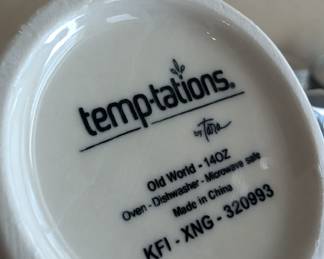 temp-tations®
by Tara
Old World - 14OZ
Oven - Dishwasher - Microwave safe
Made in China
KFI - XNG - 320993